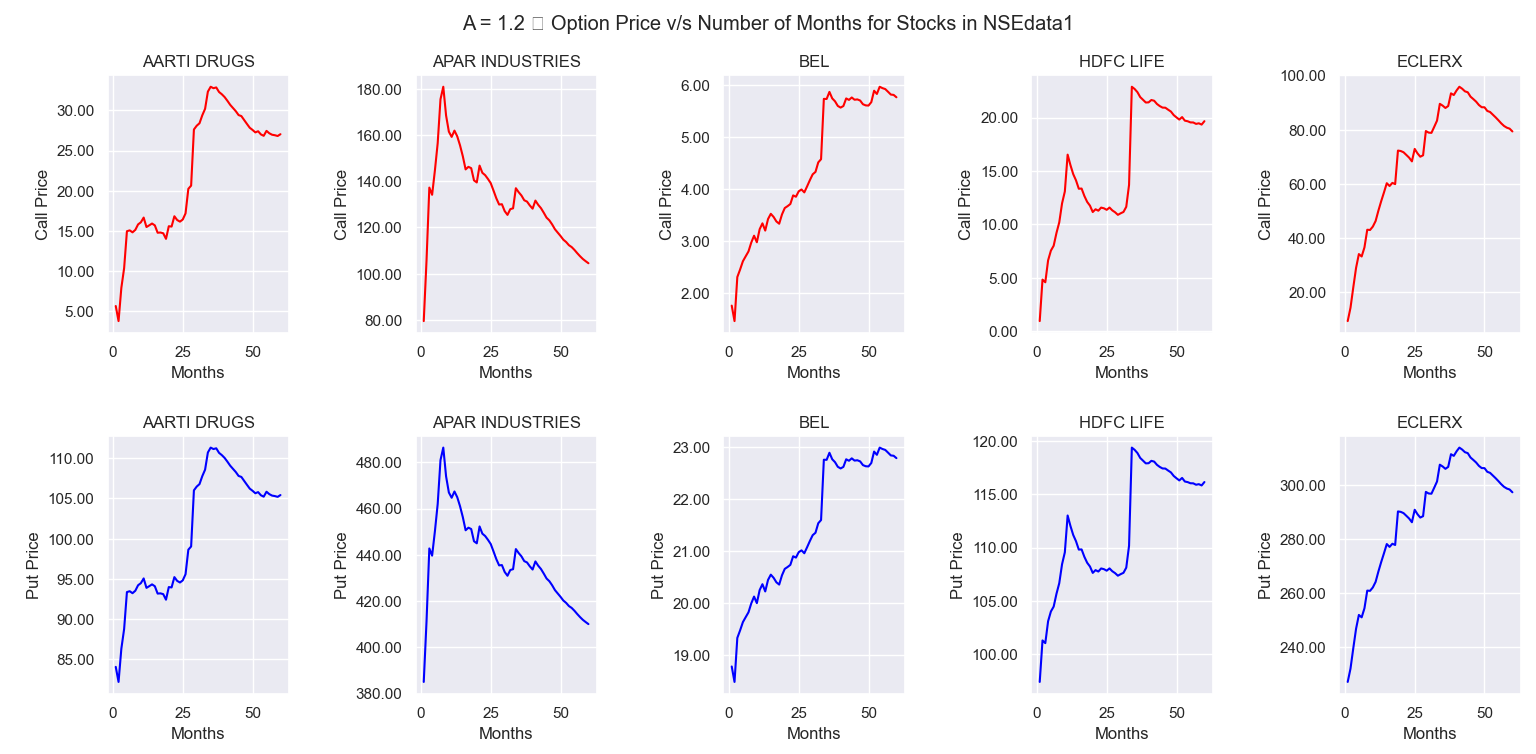 A = 1.2 Option Price v/s Number of Months for Stocks in NSEdata1
AARTI DRUGS
APAR INDUSTRIES
BEL
HDFC LIFE
ECLERX
30.00
25.00
20.00
15.00
10.00
5.00
Call Price
0 25 50
Months
180.00
160.00
140.00
120.00
100.00
80.00
Call Price
0 25 50
Months
6.00
5.00
4.00
3.00
2.00
Call Price
0 25 50
Months
20.00
15.00
10.00
5.00
0.00
Call Price
0 25 50
Months
100.00
80.00
60.00
40.00
20.00
Call Price
0 25 50
Months
AARTI DRUGS
APAR INDUSTRIES
BEL
HDFC LIFE
ECLERX
110.00
105.00
100.00
95.00
90.00
85.00
Put Price
0 25 50
Months
480.00
460.00
440.00
420.00
400.00
380.00
Put Price
0 25 50
Months
23.00
22.00
21.00
20.00
19.00
Put Price
0 25 50
Months
120.00
115.00
110.00
105.00
100.00
Put Price
0 25 50
Months
300.00
280.00
260.00
240.00
Put Price
0 25 50
Months